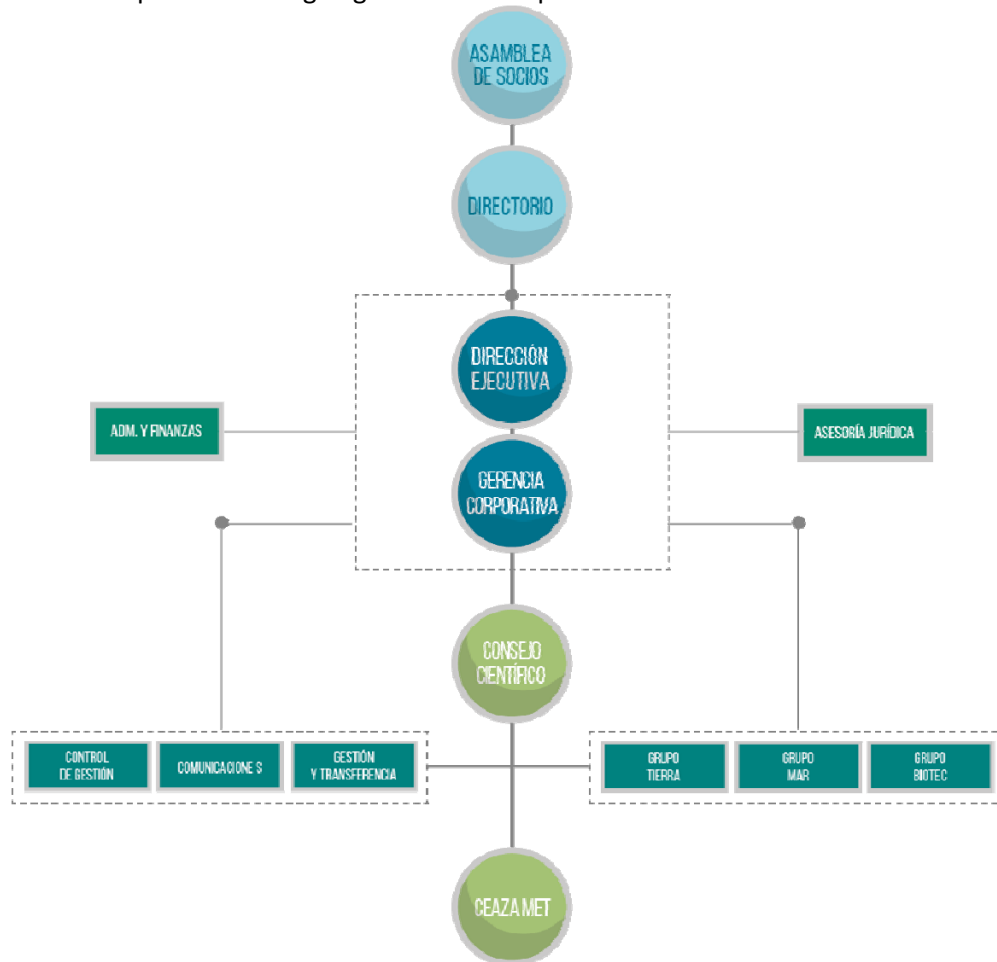 ASAMBLEA
DE SOCIOS
DIRECTORIO
DIRECCIÓN
EJECUTIVA
ADM. Y FINANZAS
ASESORÍA JURÍDICA
GERENCIA
CORPORATIVA
CONSEJO
CIENTÍFICO
CONTROL
DE GESTIÓN
COMUNICACIONE S
GESTIÓN
Y TRANSFERENCIA
GRUPO
TIERRA
GRUPO
MAR
GRUPO
BIOTEC
CEAZA MET